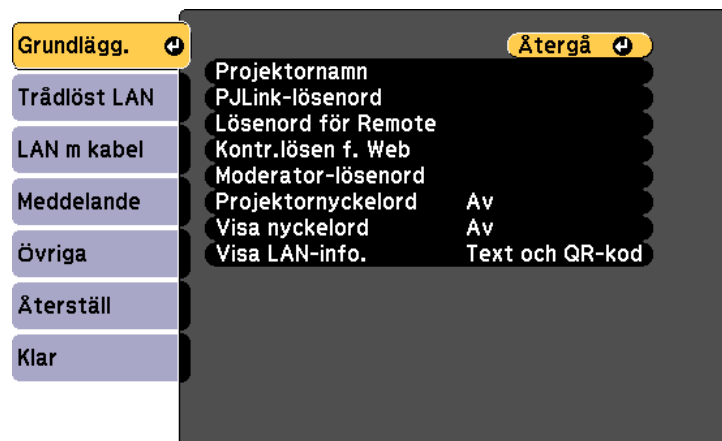 Grundlägg.
Trådlöst LAN
LAN m kabel
Meddelande
Övriga
Återställ
Klar
Återgå
Projektornamn
PJLink-lösenord
Lösenord för Remote
Kontr.lösen f. Web
Moderator-lösenord
Projektornyckelord Av
Visa nyckelord Av
Visa LAN-info. Text och QR-kod